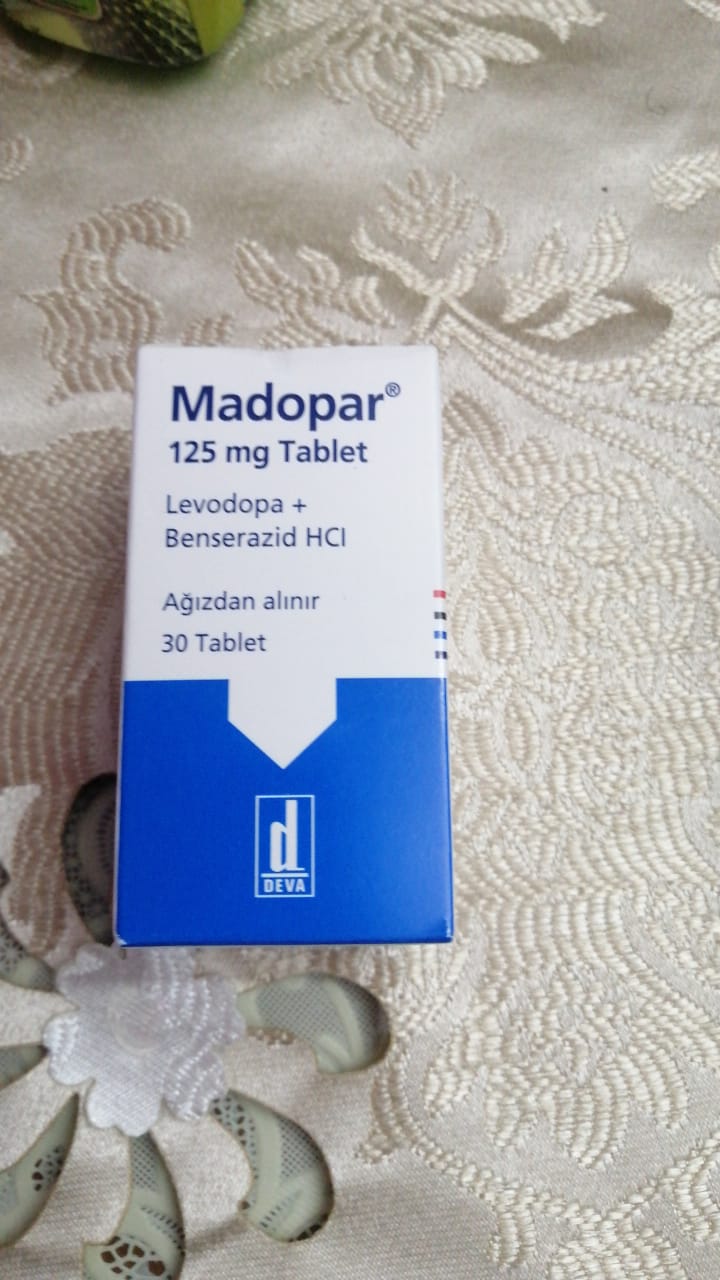 Madopar®
125 mg Tablet
Levodopa +
Benserazid HCl
Ağızdan alınır
30 Tablet
d
DEVA